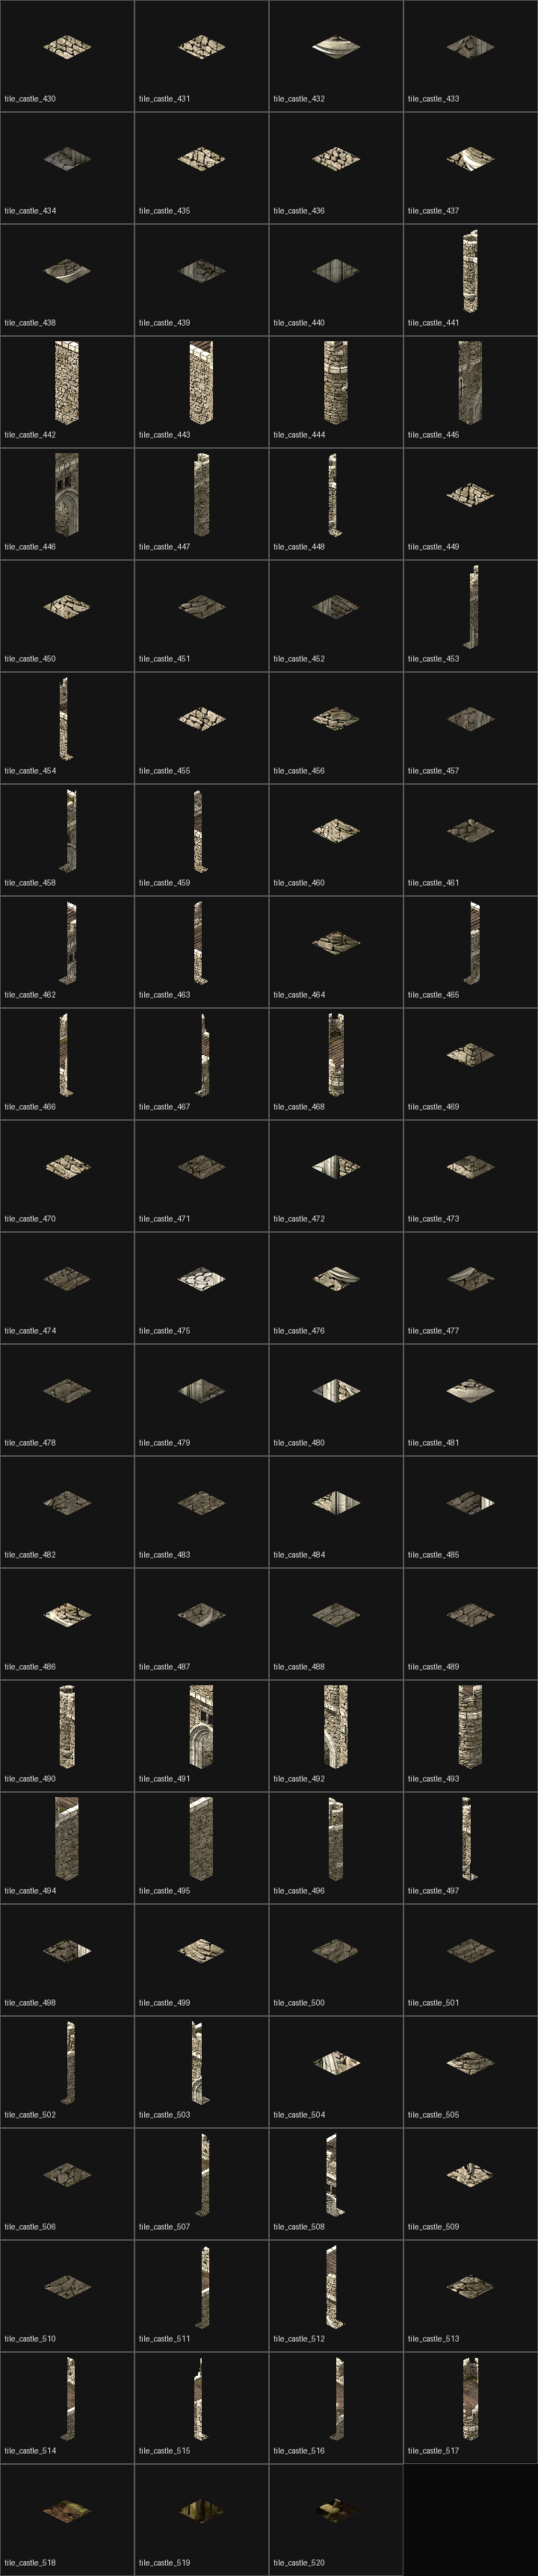 tile_castle_430 tile_castle_431 tile_castle_432 tile_castle_433
tile_castle_434 tile_castle_435 tile_castle_436 tile_castle_437
tile_castle_438 tile_castle_439 tile_castle_440 tile_castle_441
tile_castle_442 tile_castle_443 tile_castle_444 tile_castle_445
tile_castle_446 tile_castle_447 tile_castle_448 tile_castle_449
tile_castle_450 tile_castle_451 tile_castle_452 tile_castle_453
tile_castle_454 tile_castle_455 tile_castle_456 tile_castle_457
tile_castle_458 tile_castle_459 tile_castle_460 tile_castle_461
tile_castle_462 tile_castle_463 tile_castle_464 tile_castle_465
tile_castle_466 tile_castle_467 tile_castle_468 tile_castle_469
tile_castle_470 tile_castle_471 tile_castle_472 tile_castle_473
tile_castle_474 tile_castle_475 tile_castle_476 tile_castle_477
tile_castle_478 tile_castle_479 tile_castle_480 tile_castle_481
tile_castle_482 tile_castle_483 tile_castle_484 tile_castle_485
tile_castle_486 tile_castle_487 tile_castle_488 tile_castle_489
tile_castle_490 tile_castle_491 tile_castle_492 tile_castle_493
tile_castle_494 tile_castle_495 tile_castle_496 tile_castle_497
tile_castle_498 tile_castle_499 tile_castle_500 tile_castle_501
tile_castle_502 tile_castle_503 tile_castle_504 tile_castle_505
tile_castle_506 tile_castle_507 tile_castle_508 tile_castle_509
tile_castle_510 tile_castle_511 tile_castle_512 tile_castle_513
tile_castle_514 tile_castle_515 tile_castle_516 tile_castle_517
tile_castle_518 tile_castle_519 tile_castle_520